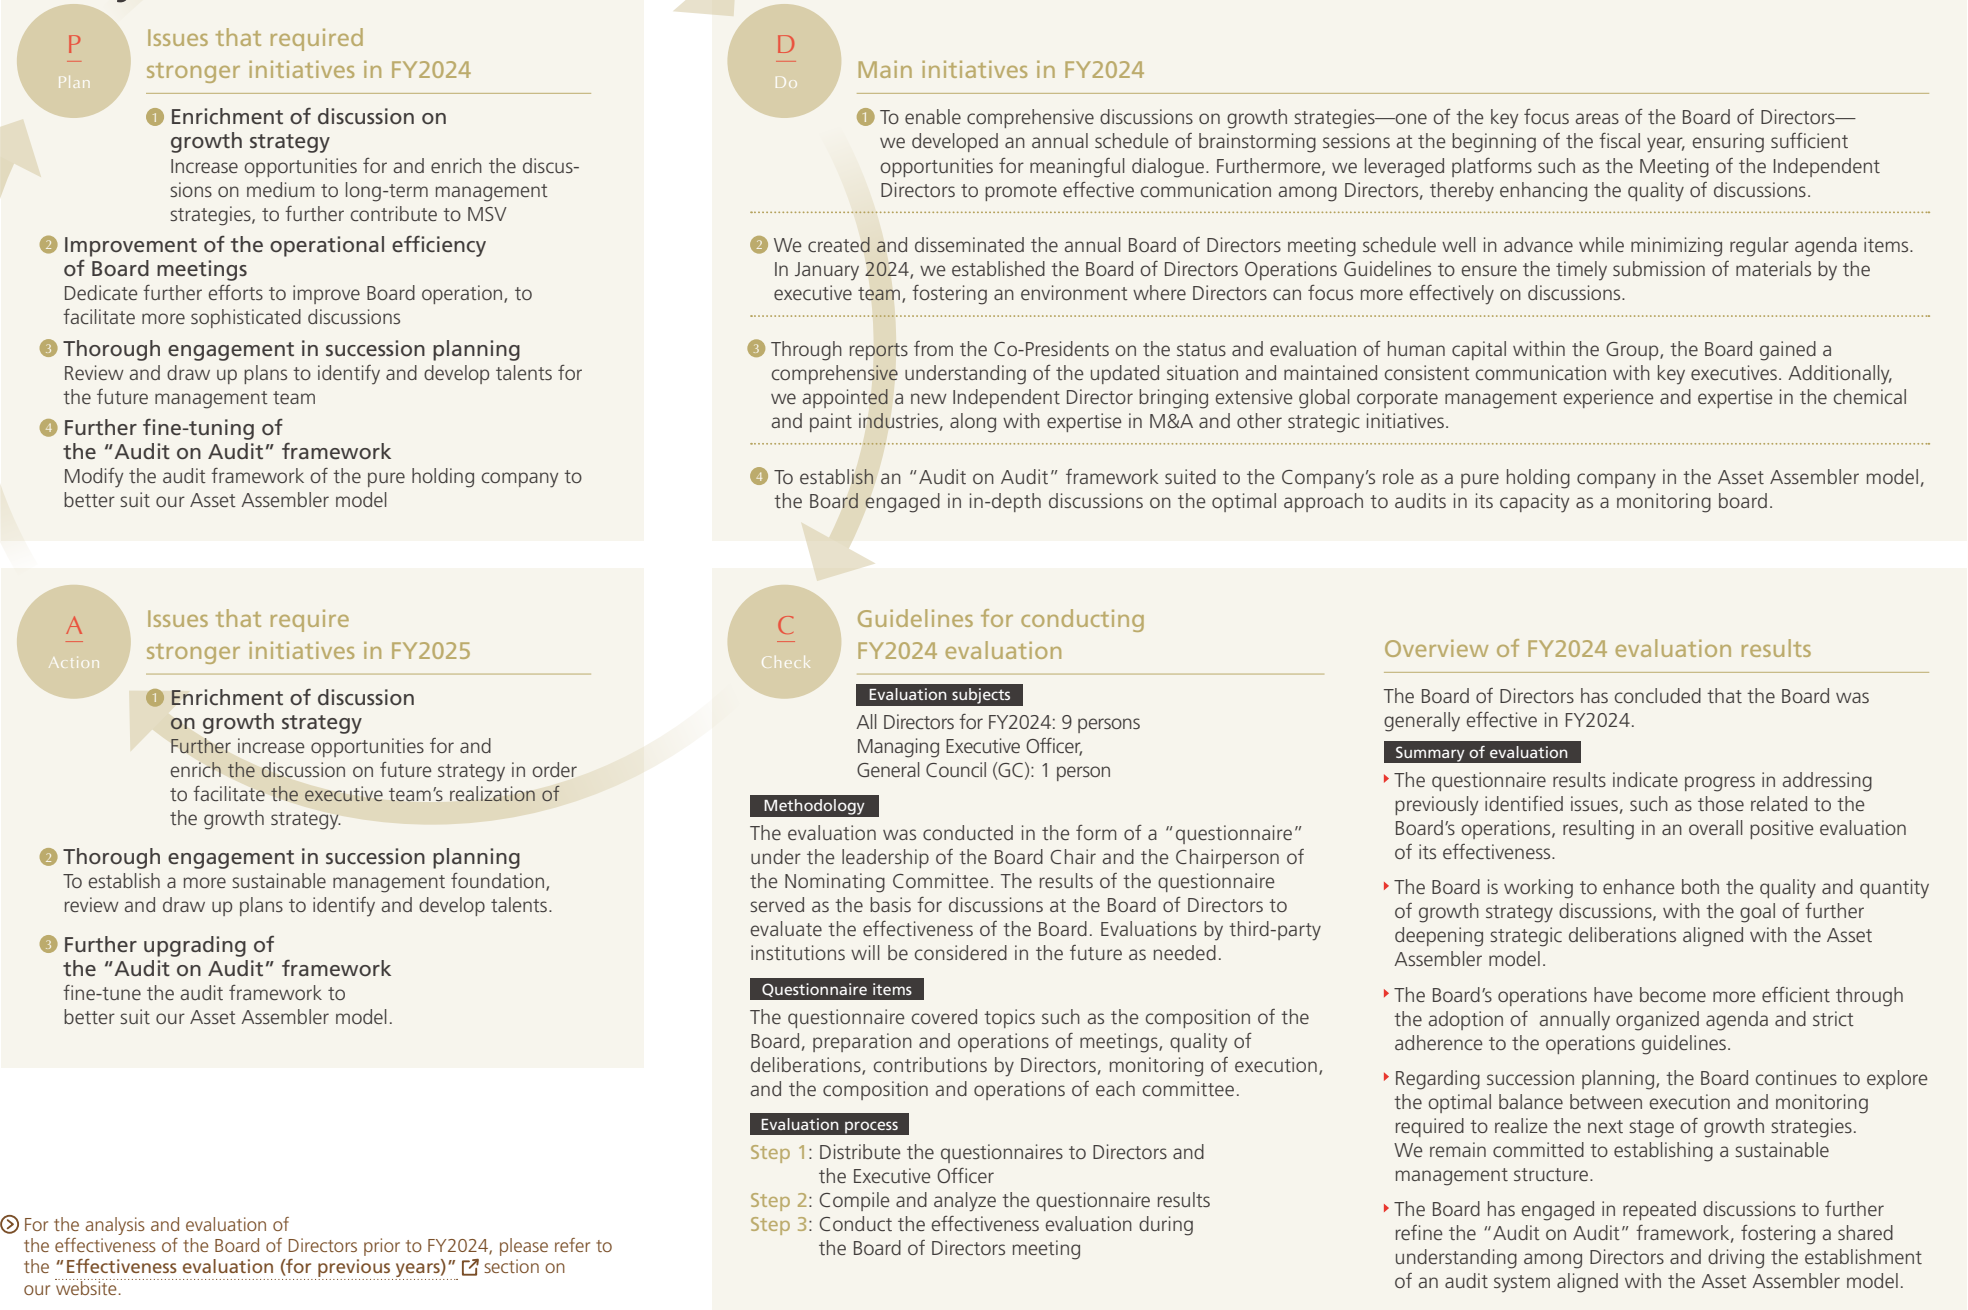 P
Plan
Issues that required
stronger initiatives in FY2024
1 Enrichment of discussion on
growth strategy
Increase opportunities for and enrich the discus-
sions on medium to long-term management
strategies, to further contribute to MSV
2 Improvement of the operational efficiency
of Board meetings
Dedicate further efforts to improve Board operation, to
facilitate more sophisticated discussions
3 Thorough engagement in succession planning
Review and draw up plans to identify and develop talents for
the future management team
4 Further fine-tuning of
the “Audit on Audit” framework
Modify the audit framework of the pure holding company to
better suit our Asset Assembler model
D
Do
Main initiatives in FY2024
1 To enable comprehensive discussions on growth strategies—one of the key focus areas of the Board of Directors—
we developed an annual schedule of brainstorming sessions at the beginning of the fiscal year, ensuring sufficient
opportunities for meaningful dialogue. Furthermore, we leveraged platforms such as the Meeting of the Independent
Directors to promote effective communication among Directors, thereby enhancing the quality of discussions.
2 We created and disseminated the annual Board of Directors meeting schedule well in advance while minimizing regular agenda items.
In January 2024, we established the Board of Directors Operations Guidelines to ensure the timely submission of materials by the
executive team, fostering an environment where Directors can focus more effectively on discussions.
3 Through reports from the Co-Presidents on the status and evaluation of human capital within the Group, the Board gained a
comprehensive understanding of the updated situation and maintained consistent communication with key executives. Additionally,
we appointed a new Independent Director bringing extensive global corporate management experience and expertise in the chemical
and paint industries, along with expertise in M&A and other strategic initiatives.
4 To establish an “Audit on Audit” framework suited to the Company’s role as a pure holding company in the Asset Assembler model,
the Board engaged in in-depth discussions on the optimal approach to audits in its capacity as a monitoring board.
A
Action
Issues that require
stronger initiatives in FY2025
1 Enrichment of discussion
on growth strategy
Further increase opportunities for and
enrich the discussion on future strategy in order
to facilitate the executive team’s realization of
the growth strategy.
2 Thorough engagement in succession planning
To establish a more sustainable management foundation,
review and draw up plans to identify and develop talents.
3 Further upgrading of
the “Audit on Audit” framework
fine-tune the audit framework to
better suit our Asset Assembler model.
C
Check
Guidelines for conducting
FY2024 evaluation
Evaluation subjects
All Directors for FY2024: 9 persons
Managing Executive Officer,
General Council (GC): 1 person
Methodology
The evaluation was conducted in the form of a “questionnaire”
under the leadership of the Board Chair and the Chairperson of
the Nominating Committee. The results of the questionnaire
served as the basis for discussions at the Board of Directors to
evaluate the effectiveness of the Board. Evaluations by third-party
institutions will be considered in the future as needed.
Questionnaire items
The questionnaire covered topics such as the composition of the
Board, preparation and operations of meetings, quality of
deliberations, contributions by Directors, monitoring of execution,
and the composition and operations of each committee.
Evaluation process
Step 1: Distribute the questionnaires to Directors and
the Executive Officer
Step 2: Compile and analyze the questionnaire results
Step 3: Conduct the effectiveness evaluation during
the Board of Directors meeting
Overview of FY2024 evaluation results
The Board of Directors has concluded that the Board was
generally effective in FY2024.
Summary of evaluation
The questionnaire results indicate progress in addressing
previously identified issues, such as those related to the
Board’s operations, resulting in an overall positive evaluation
of its effectiveness.
The Board is working to enhance both the quality and quantity
of growth strategy discussions, with the goal of further
deepening strategic deliberations aligned with the Asset
Assembler model.
The Board’s operations have become more efficient through
the adoption of annually organized agenda and strict
adherence to the operations guidelines.
Regarding succession planning, the Board continues to explore
the optimal balance between execution and monitoring
required to realize the next stage of growth strategies.
We remain committed to establishing a sustainable
management structure.
The Board has engaged in repeated discussions to further
refine the “Audit on Audit” framework, fostering a shared
understanding among Directors and driving the establishment
of an audit system aligned with the Asset Assembler model.
For the analysis and evaluation of
the effectiveness of the Board of Directors prior to FY2024, please refer to
the “Effectiveness evaluation (for previous years)” section on
our website.